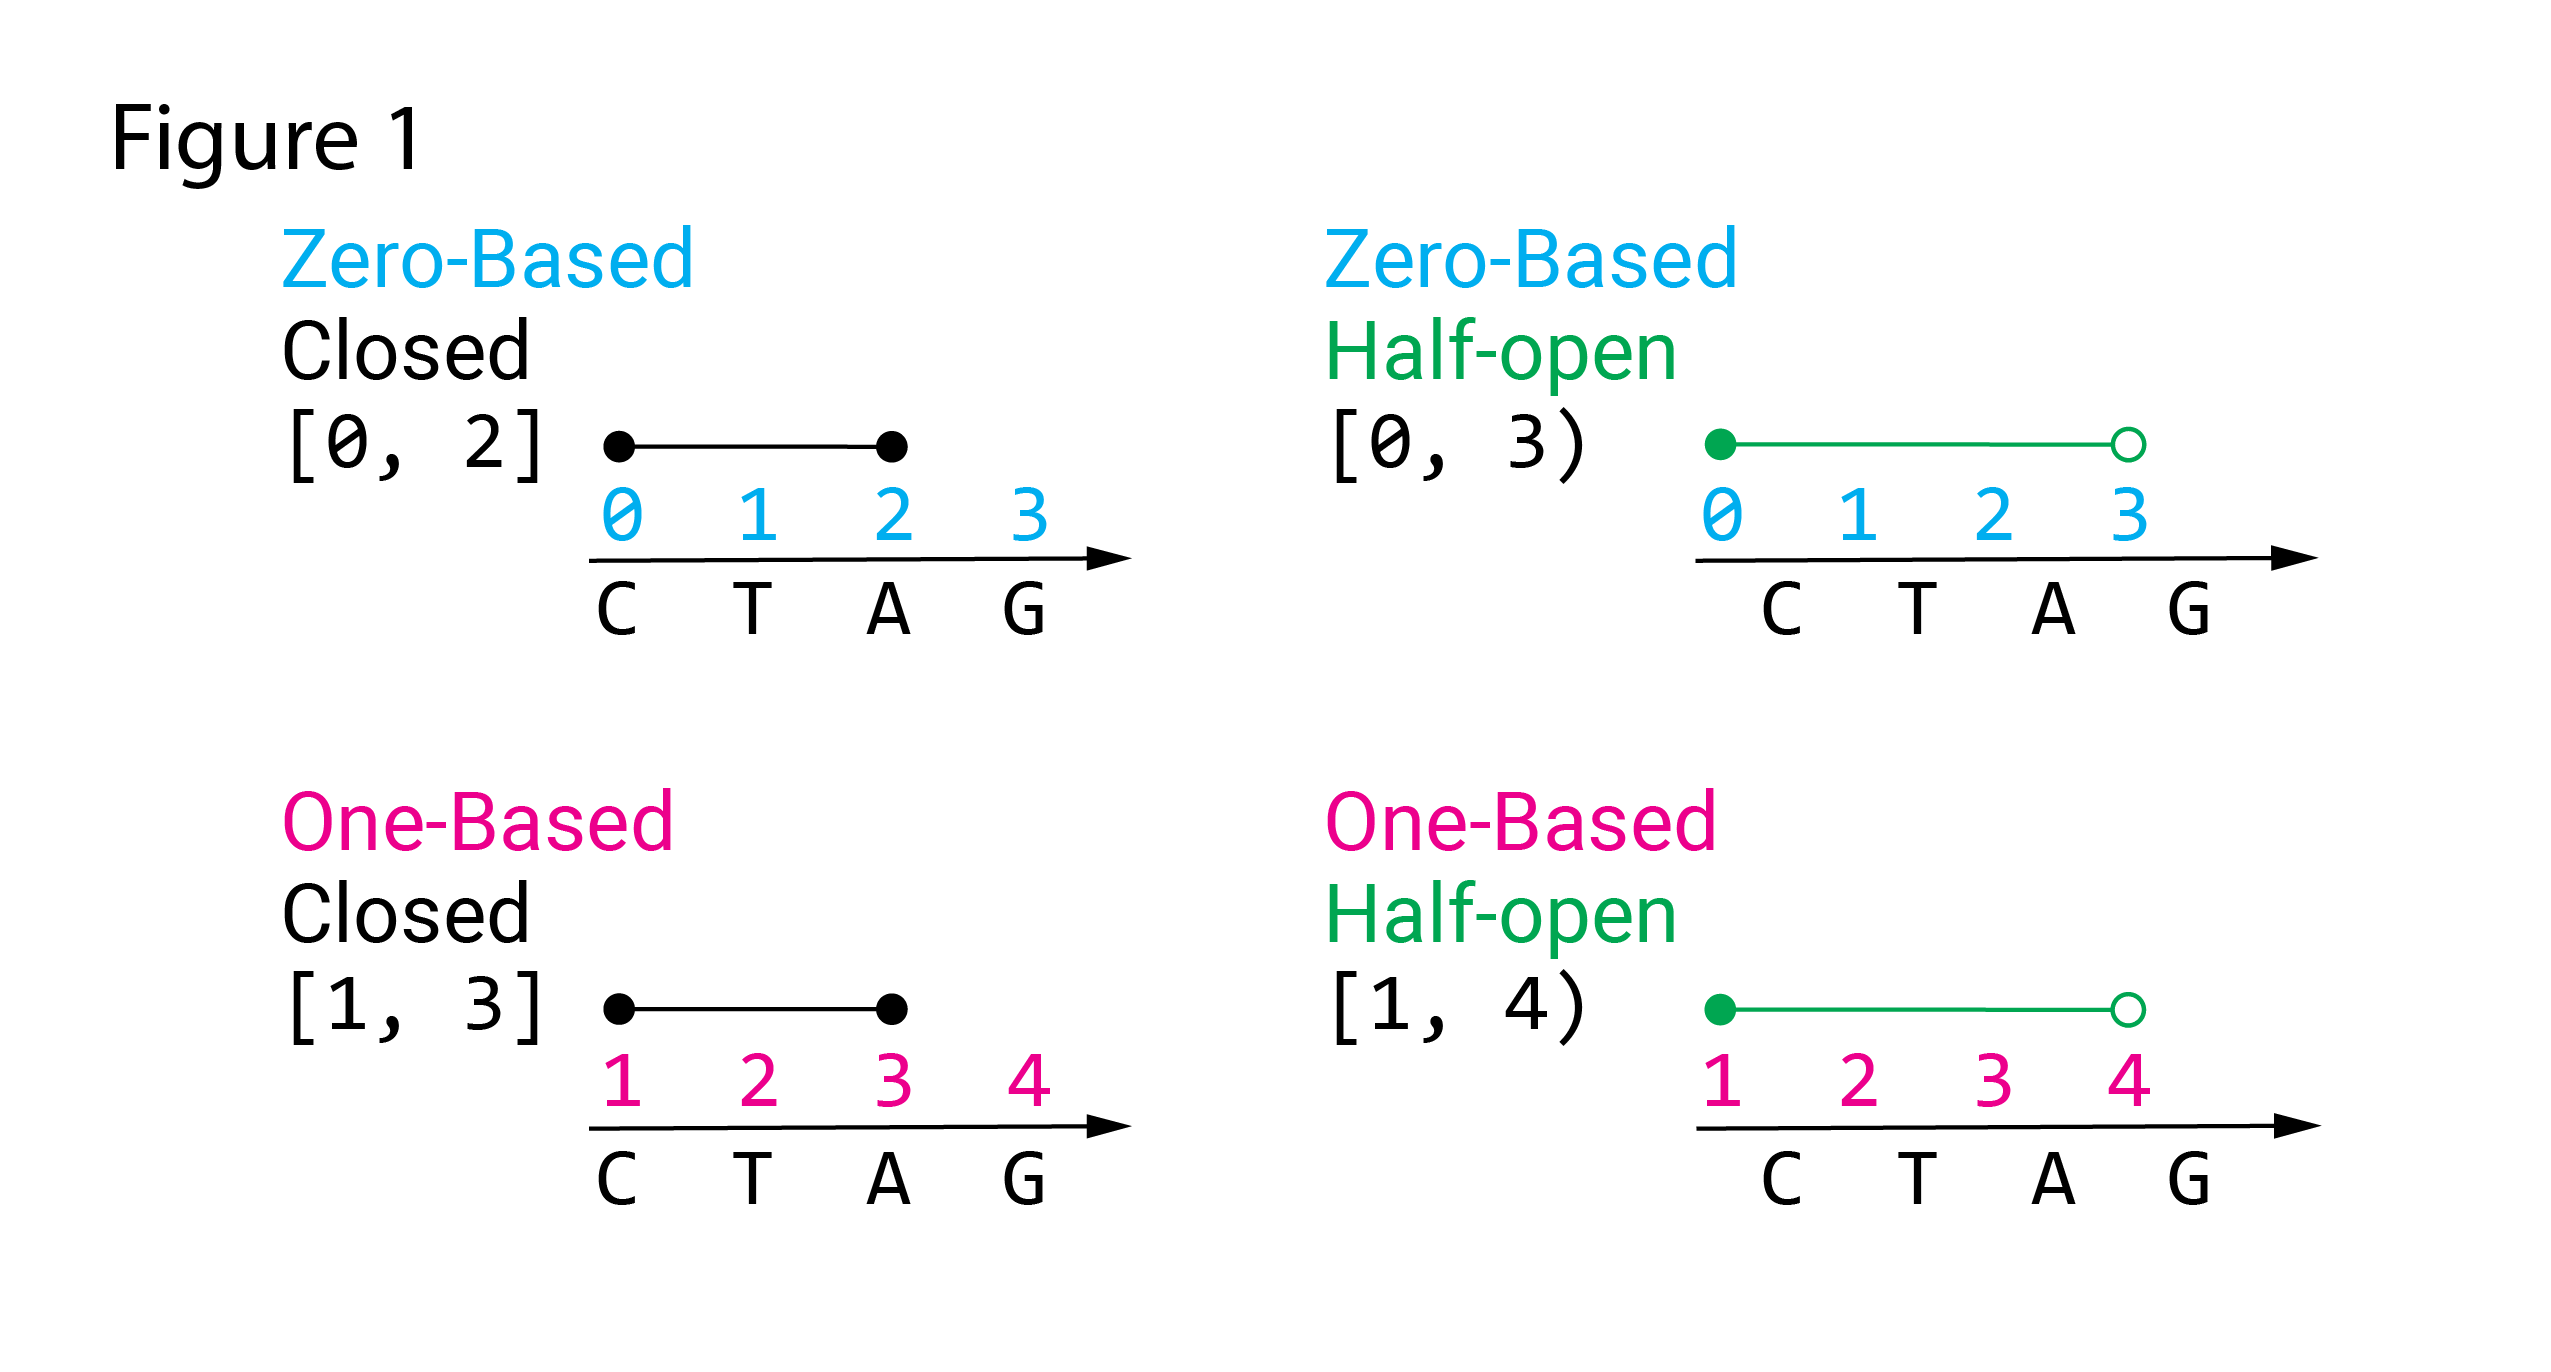 Figure 1
Zero-Based
Closed
[0, 2]
0 1 2 3
C T A G
Zero-Based
Half-open
[0, 3)
0 1 2 3
C T A G
One-Based
Closed
[1, 3]
1 2 3 4
C T A G
One-Based
Half-open
[1, 4)
1 2 3 4
C T A G